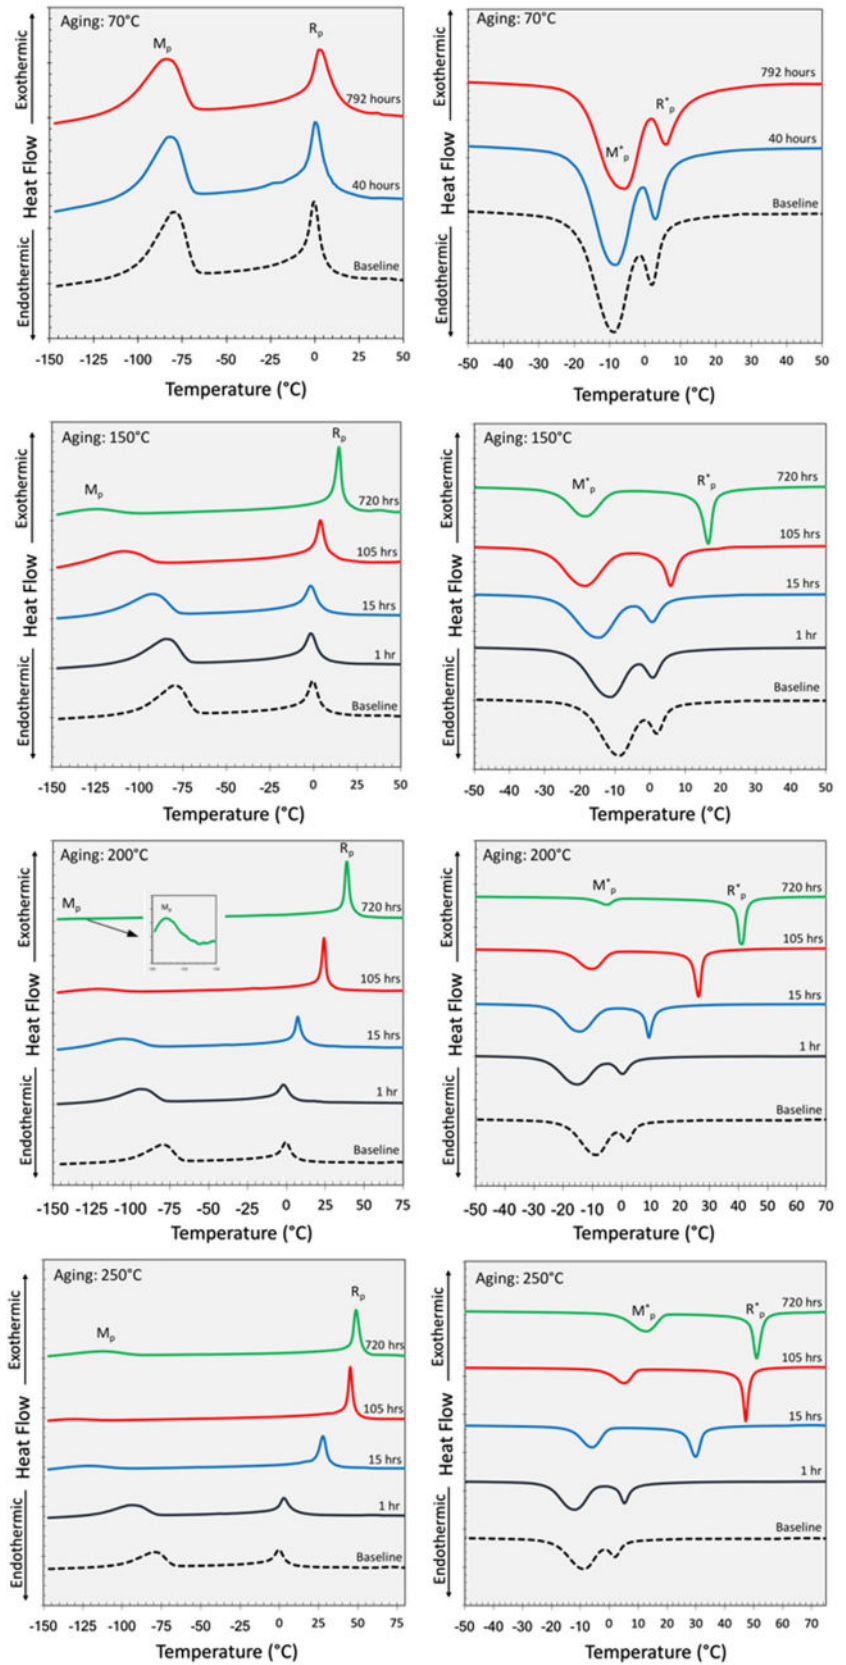 Aging: 70°C
Exothermic
Heat Flow
Endothermic
Mp
Rp
792 hours
40 hours
Baseline
-150 -125 -100 -75 -50 -25 0 25 50
Temperature (°C)
Aging: 70°C
Exothermic
Heat Flow
Endothermic
792 hours
R*p
M*p
40 hours
Baseline
-50 -40 -30 -20 -10 0 10 20 30 40 50
Temperature (°C)
Aging: 150°C
Exothermic
Heat Flow
Endothermic
Rp
Mp
720 hrs
105 hrs
15 hrs
1 hr
Baseline
-150 -125 -100 -75 -50 -25 0 25 50
Temperature (°C)
Aging: 150°C
Exothermic
Heat Flow
Endothermic
M*p
R*p
720 hrs
105 hrs
15 hrs
1 hr
Baseline
-50 -40 -30 -20 -10 0 10 20 30 40 50
Temperature (°C)
Aging: 200°C
Exothermic
Heat Flow
Endothermic
Rp
Mp
Mp
720 hrs
105 hrs
15 hrs
1 hr
Baseline
-150 -125 -100 -75 -50 -25 0 25 50 75
Temperature (°C)
Aging: 200°C
Exothermic
Heat Flow
Endothermic
M*p
R*p
720 hrs
105 hrs
15 hrs
1 hr
Baseline
-50 -40 -30 -20 -10 0 10 20 30 40 50 60 70
Temperature (°C)
Aging: 250°C
Exothermic
Heat Flow
Endothermic
Rp
Mp
720 hrs
105 hrs
15 hrs
1 hr
Baseline
-150 -125 -100 -75 -50 -25 0 25 50 75
Temperature (°C)
Aging: 250°C
Exothermic
Heat Flow
Endothermic
M*p
R*p
720 hrs
105 hrs
15 hrs
1 hr
Baseline
-50 -40 -30 -20 -10 0 10 20 30 40 50 60 70
Temperature (°C)